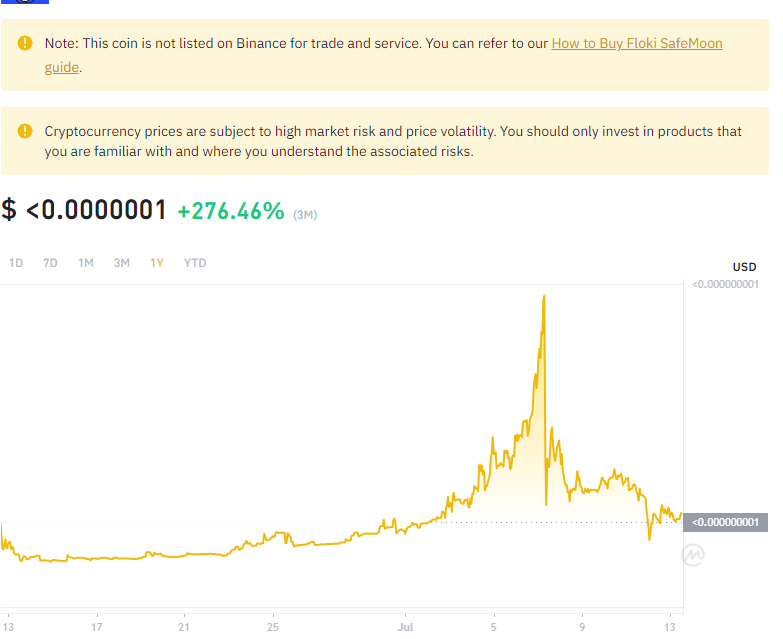 Note: This coin is not listed on Binance for trade and service. You can refer to our How to Buy Floki SafeMoon
guide.
Cryptocurrency prices are subject to high market risk and price volatility. You should only invest in products that
you are familiar with and where you understand the associated risks.
$ <0.0000001 +276.46% (3M)
1D 7D 1M 3M 1Y YTD
USD
<0.000000001
<0.000000001
13 17 21 25 Jul 5 9 13